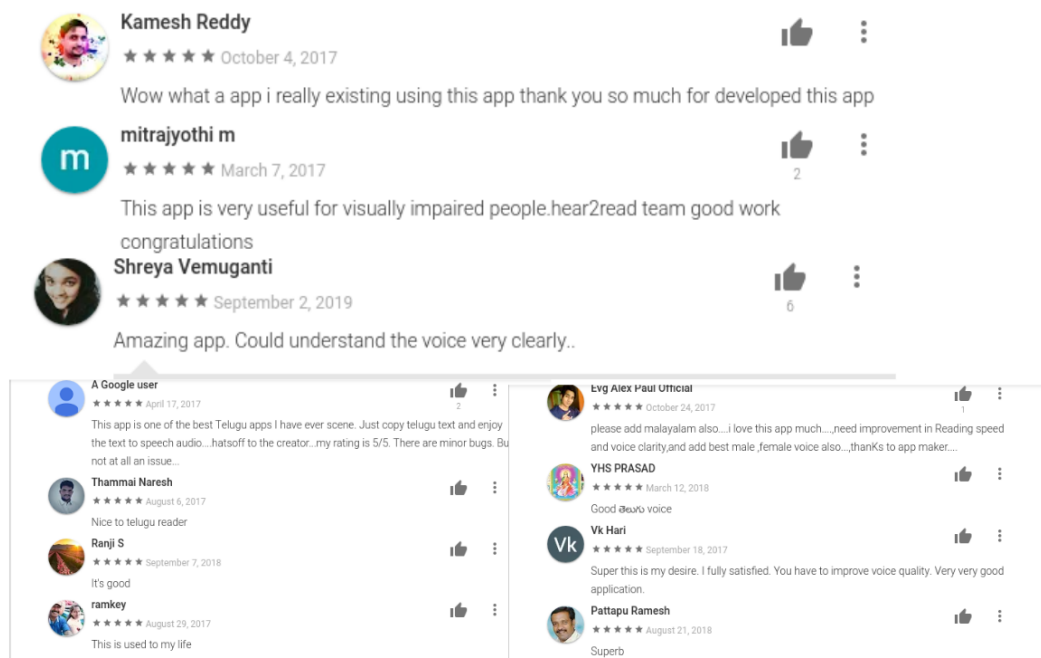 Kamesh Reddy
October 4, 2017
Wow what a app i really existing using this app thank you so much for developed this app
m
mitrajyothi m
March 7, 2017
2
This app is very useful for visually impaired people.hear2read team good work
congratulations
Shreya Vemuganti
September 2, 2019
6
Amazing app. Could understand the voice very clearly..
A Google user
April 17, 2017
2
This app is one of the best Telugu apps I have ever scene. Just copy telugu text and enjoy
the text to speech audio....hatsoff to the creator...my rating is 5/5. There are minor bugs. Bu
not at all an issue...
Thammai Naresh
August 6, 2017
Nice to telugu reader
Ranji S
September 7, 2018
It's good
ramkey
August 29, 2017
This is used to my life
Evg Alex Paul Official
October 24, 2017
1
please add malayalam also....i love this app much....,need improvement in Reading speed
and voice clarity,and add best male ,female voice also...,thanKs to app maker....
YHS PRASAD
March 12, 2018
Good తెలుగు voice
Vk
Vk Hari
September 18, 2017
Super this is my desire. I fully satisfied. You have to improve voice quality. Very very good
application.
Pattapu Ramesh
August 21, 2018
Superb